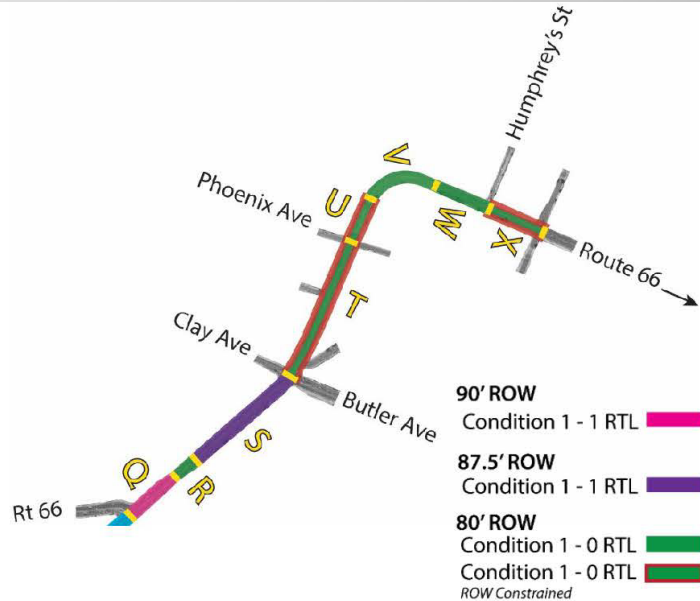 Humphrey's St
V
Phoenix Ave
U
W
X
Route 66
T
Clay Ave
Butler Ave
S
Q
R
Rt 66
90' ROW
Condition 1 - 1 RTL
87.5' ROW
Condition 1 - 1 RTL
80' ROW
Condition 1 - 0 RTL
Condition 1 - 0 RTL
ROW Constrained